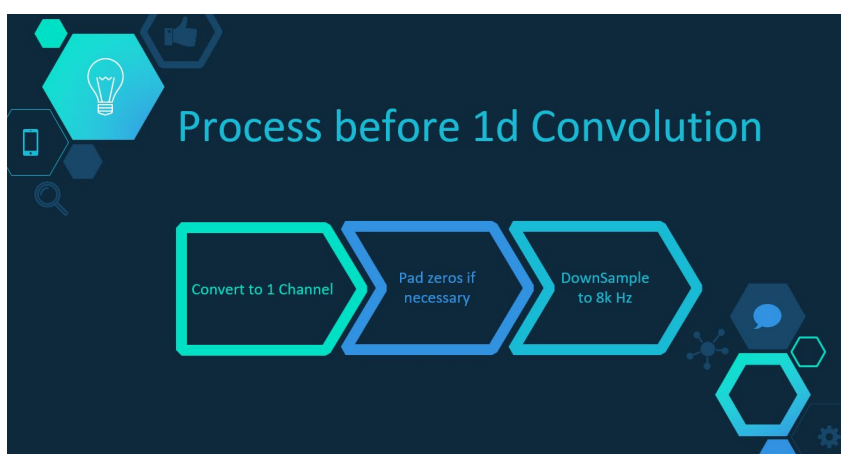 Process before 1d Convolution
Convert to 1 Channel
Pad zeros if
necessary
DownSample
to 8k Hz